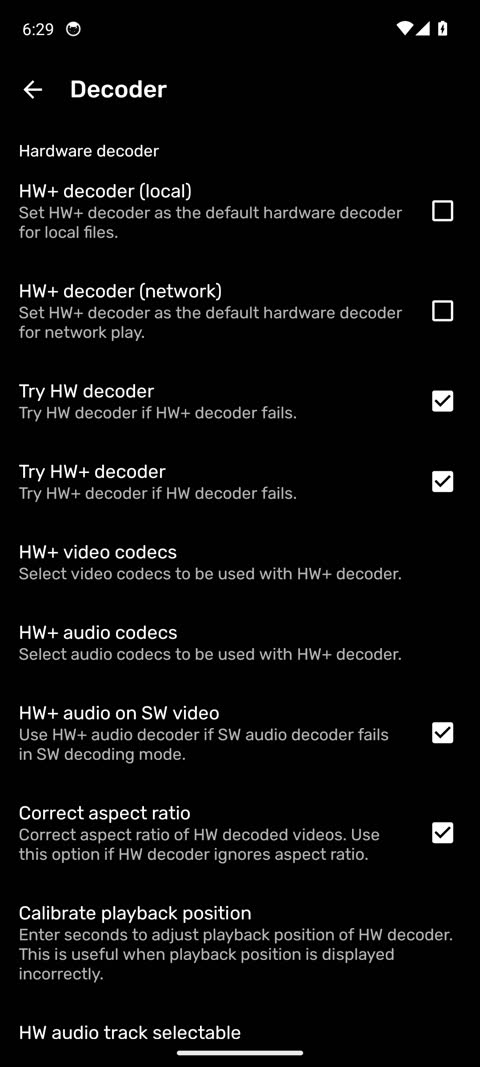 6:29
Decoder
Hardware decoder
HW+ decoder (local)
Set HW+ decoder as the default hardware decoder
for local files.
HW+ decoder (network)
Set HW+ decoder as the default hardware decoder
for network play.
Try HW decoder
Try HW decoder if HW+ decoder fails.
Try HW+ decoder
Try HW+ decoder if HW decoder fails.
HW+ video codecs
Select video codecs to be used with HW+ decoder.
HW+ audio codecs
Select audio codecs to be used with HW+ decoder.
HW+ audio on SW video
Use HW+ audio decoder if SW audio decoder fails
in SW decoding mode.
Correct aspect ratio
Correct aspect ratio of HW decoded videos. Use
this option if HW decoder ignores aspect ratio.
Calibrate playback position
Enter seconds to adjust playback position of HW decoder.
This is useful when playback position is displayed
incorrectly.
HW audio track selectable